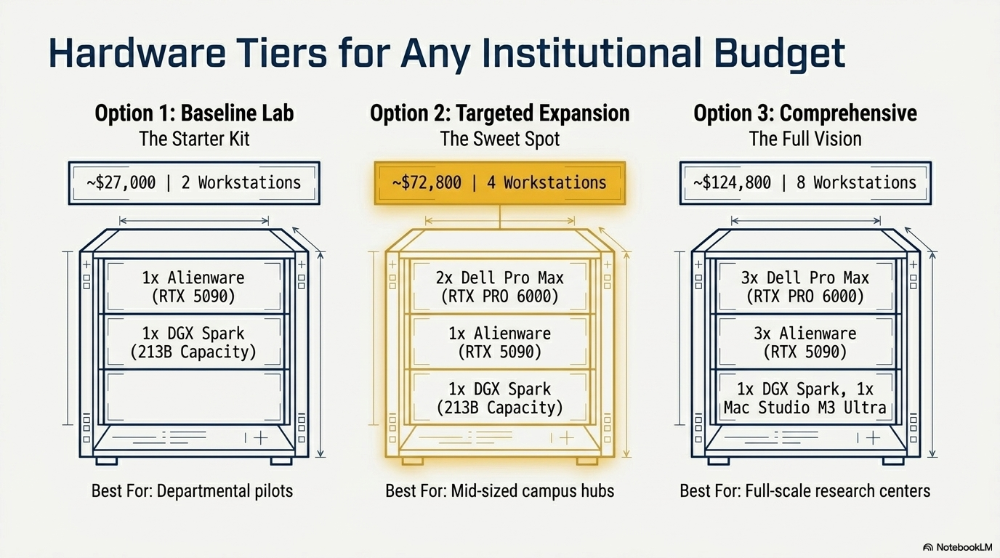 Hardware Tiers for Any Institutional Budget
Option 1: Baseline Lab
The Starter Kit
~$27,000 | 2 Workstations
1x Alienware
(RTX 5090)
1x DGX Spark
(213B Capacity)
Best For: Departmental pilots
Option 2: Targeted Expansion
The Sweet Spot
~$72,800 | 4 Workstations
2x Dell Pro Max
(RTX PRO 6000)
1x Alienware
(RTX 5090)
1x DGX Spark
(213B Capacity)
Best For: Mid-sized campus hubs
Option 3: Comprehensive
The Full Vision
~$124,800 | 8 Workstations
3x Dell Pro Max
(RTX PRO 6000)
3x Alienware
(RTX 5090)
1x DGX Spark, 1x
Mac Studio M3 Ultra
Best For: Full-scale research centers
NotebookLM